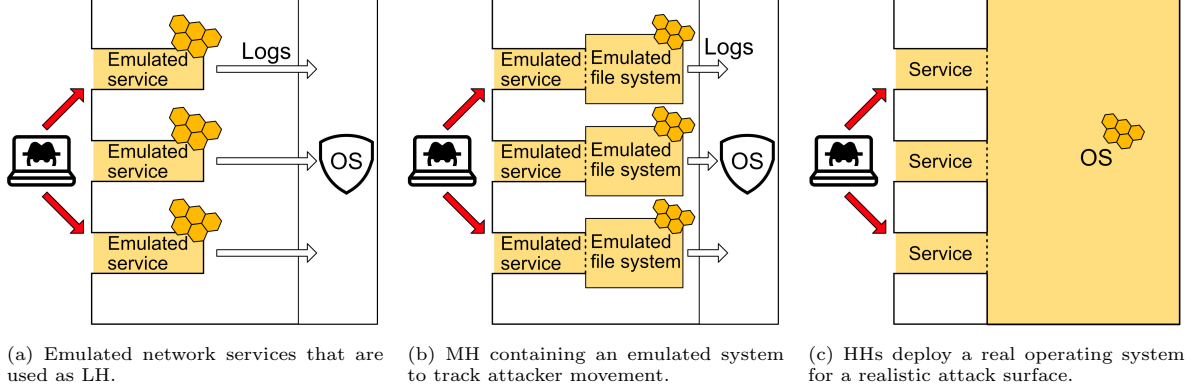 Emulated
service
Logs
Emulated
service
OS
Emulated
service
(a) Emulated network services that are
used as LH.
Emulated
service
Emulated
file system
Logs
Emulated
service
Emulated
file system
OS
Emulated
service
Emulated
file system
(b) MH containing an emulated system
to track attacker movement.
Service
Service
OS
Service
(c) HHs deploy a real operating system
for a realistic attack surface.